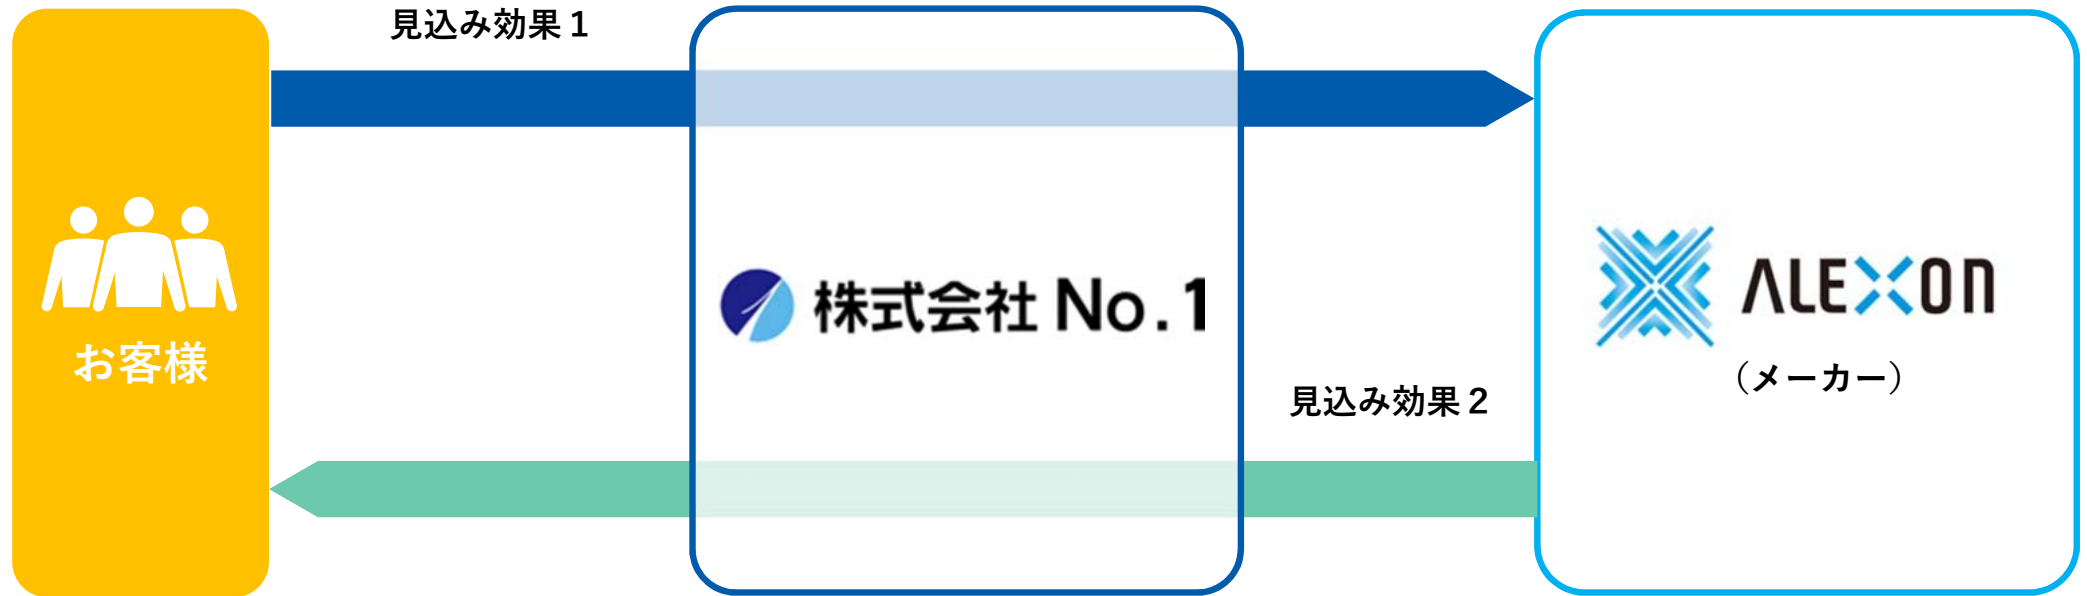 見込み効果１
お客様
株式会社 No.1
ALEXON
（メーカー）
見込み効果２